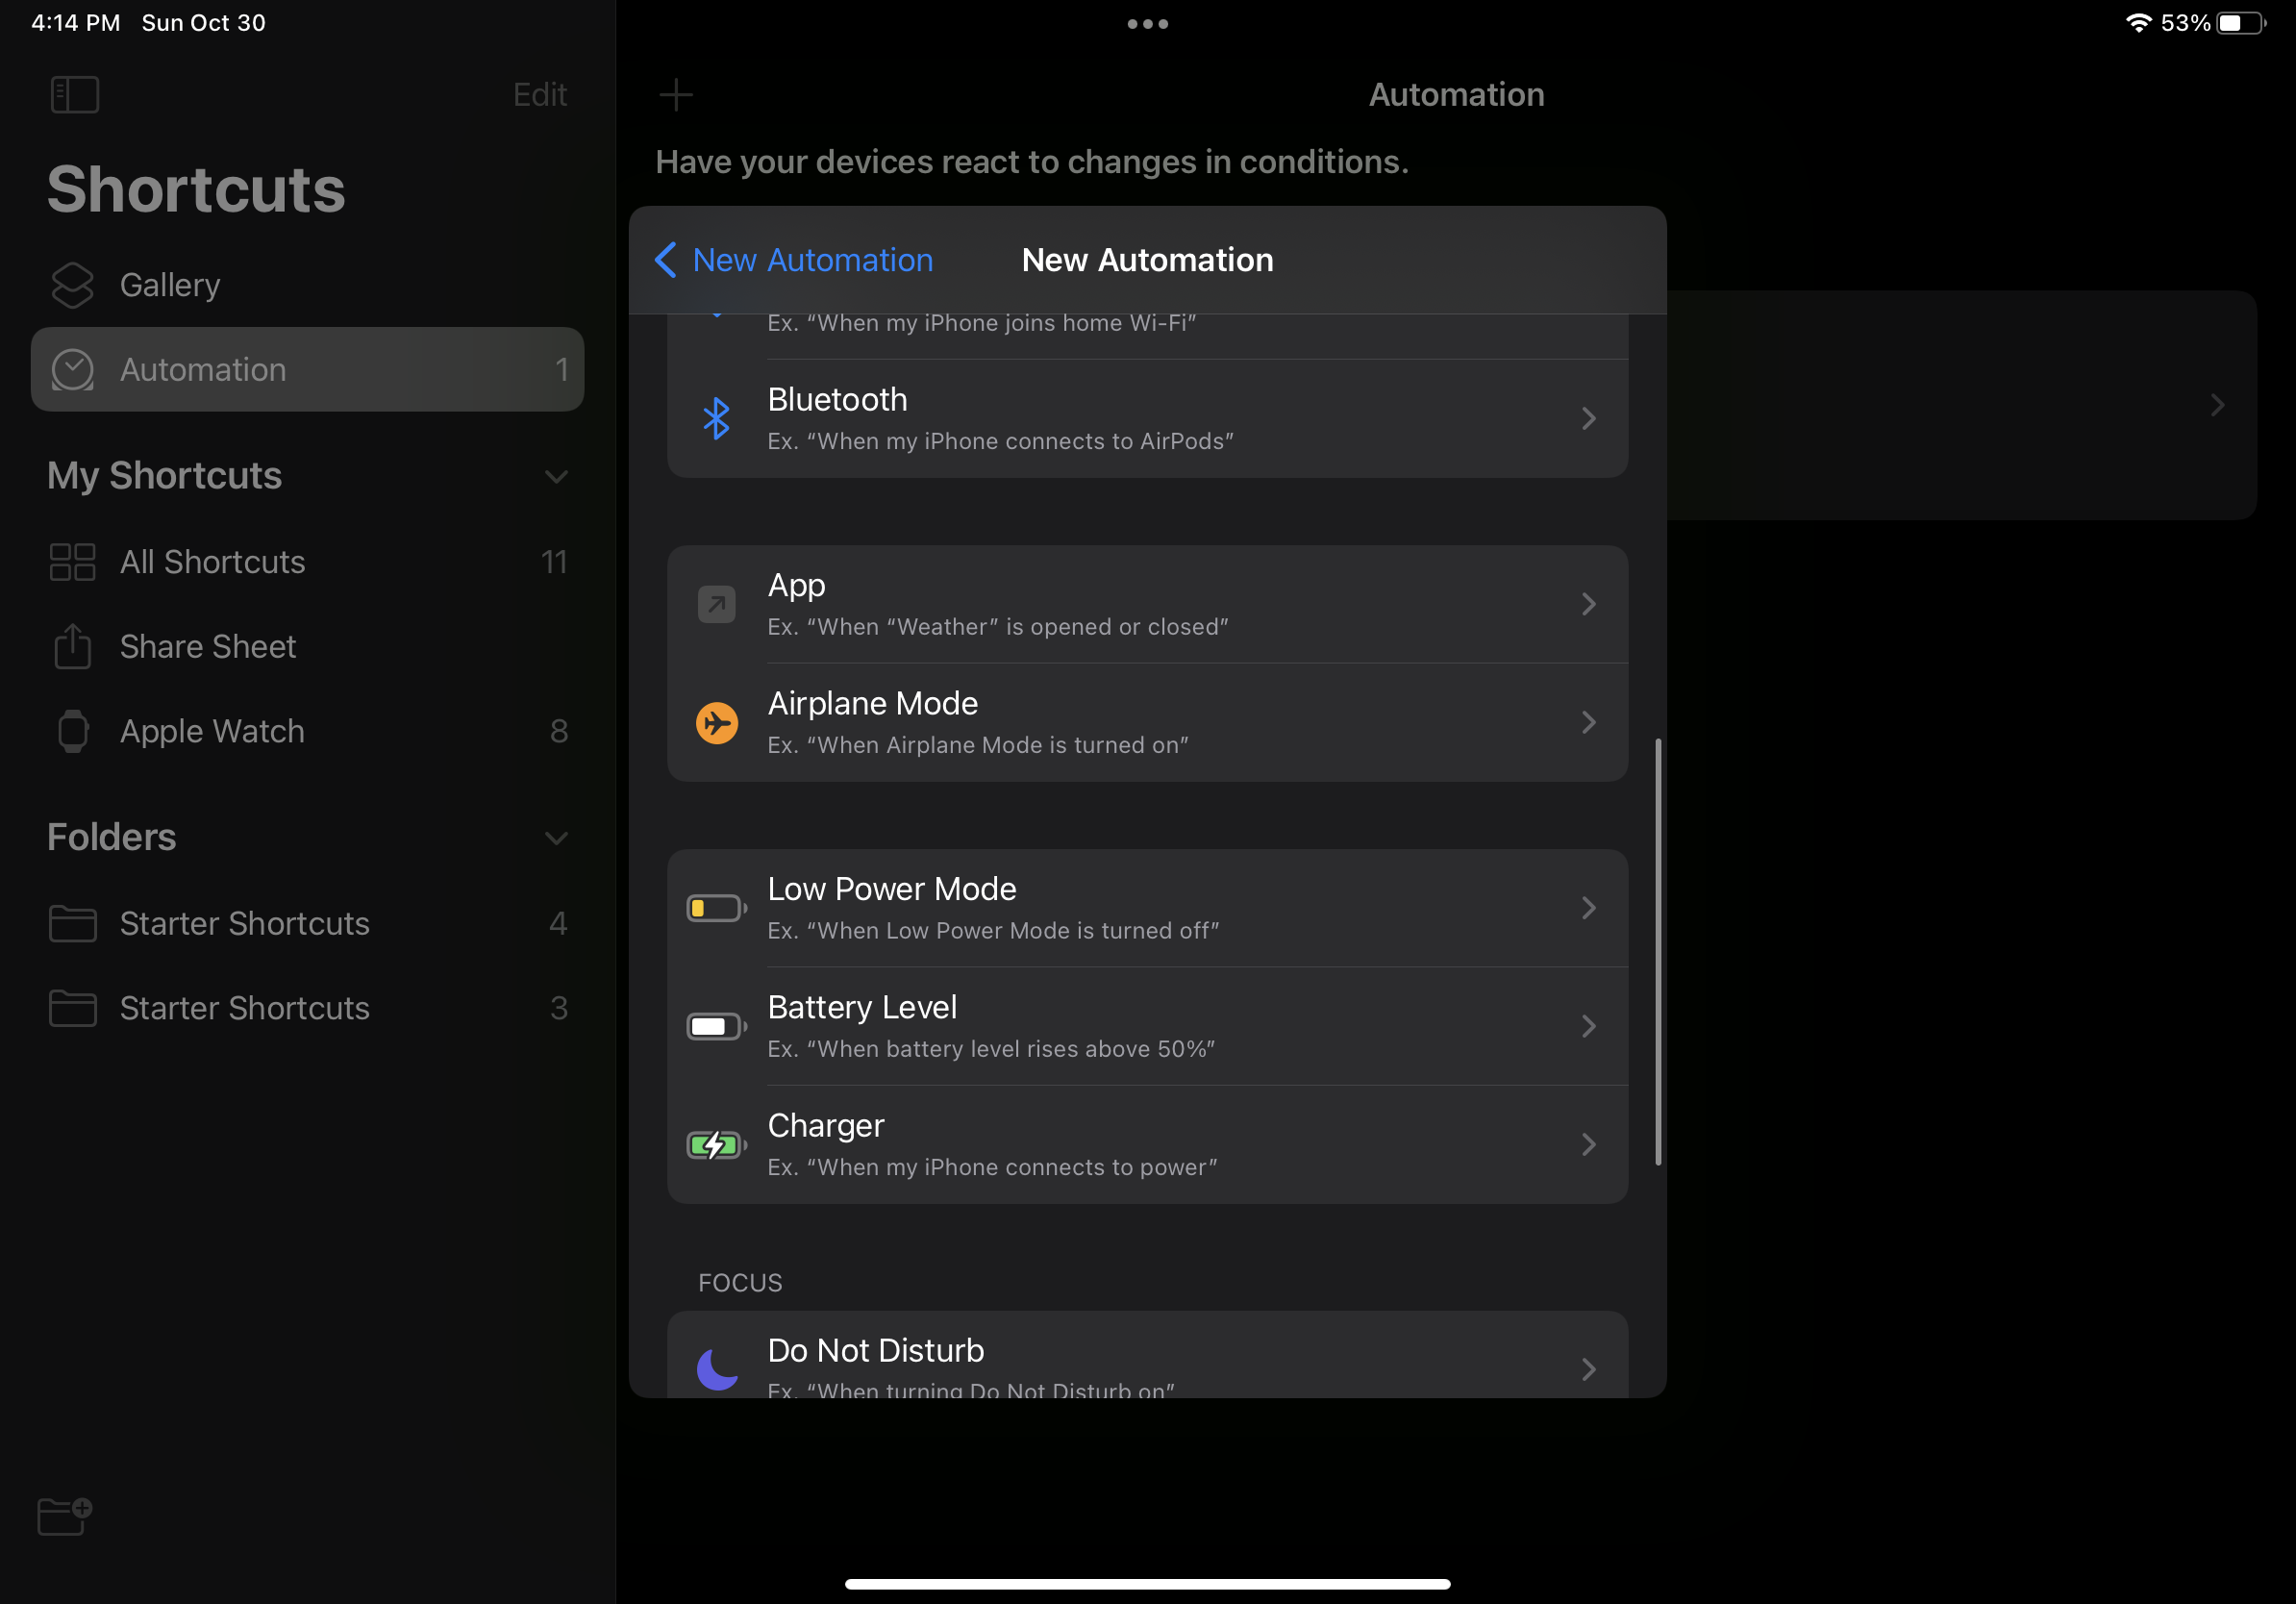 4:14 PM Sun Oct 30
53%
Edit
Shortcuts
Gallery
Automation 1
My Shortcuts
All Shortcuts 11
Share Sheet
Apple Watch 8
Folders
Starter Shortcuts 4
Starter Shortcuts 3
Automation
Have your devices react to changes in conditions.
New Automation New Automation
Ex. “When my iPhone joins home Wi-Fi”
Bluetooth
Ex. “When my iPhone connects to AirPods”
App
Ex. “When “Weather” is opened or closed”
Airplane Mode
Ex. “When Airplane Mode is turned on”
Low Power Mode
Ex. “When Low Power Mode is turned off”
Battery Level
Ex. “When battery level rises above 50%”
Charger
Ex. “When my iPhone connects to power”
FOCUS
Do Not Disturb
Ex. “When turning Do Not Disturb on”